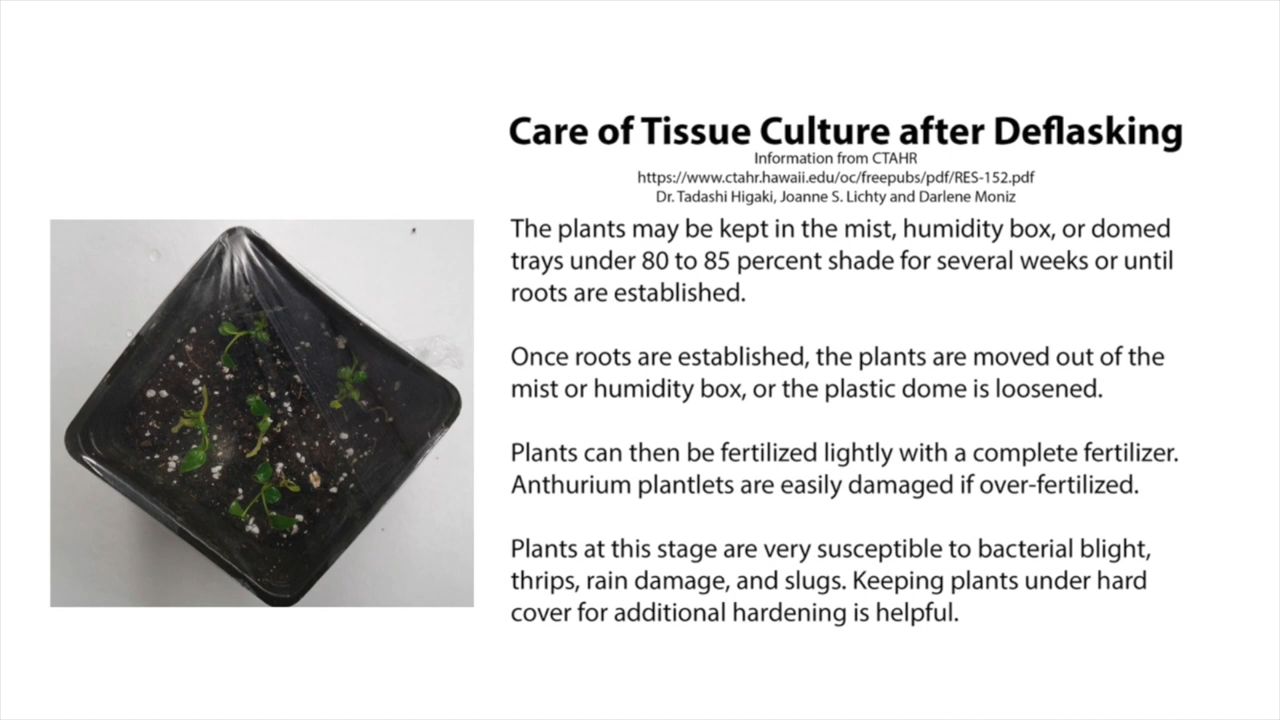 Care of Tissue Culture after Deflasking
Information from CTAHR
https://www.ctahr.hawaii.edu/oc/freepubs/pdf/RES-152.pdf
Dr. Tadashi Higaki, Joanne S. Lichty and Darlene Moniz
The plants may be kept in the mist, humidity box, or domed
trays under 80 to 85 percent shade for several weeks or until
roots are established.
Once roots are established, the plants are moved out of the
mist or humidity box, or the plastic dome is loosened.
Plants can then be fertilized lightly with a complete fertilizer.
Anthurium plantlets are easily damaged if over-fertilized.
Plants at this stage are very susceptible to bacterial blight,
thrips, rain damage, and slugs. Keeping plants under hard
cover for additional hardening is helpful.